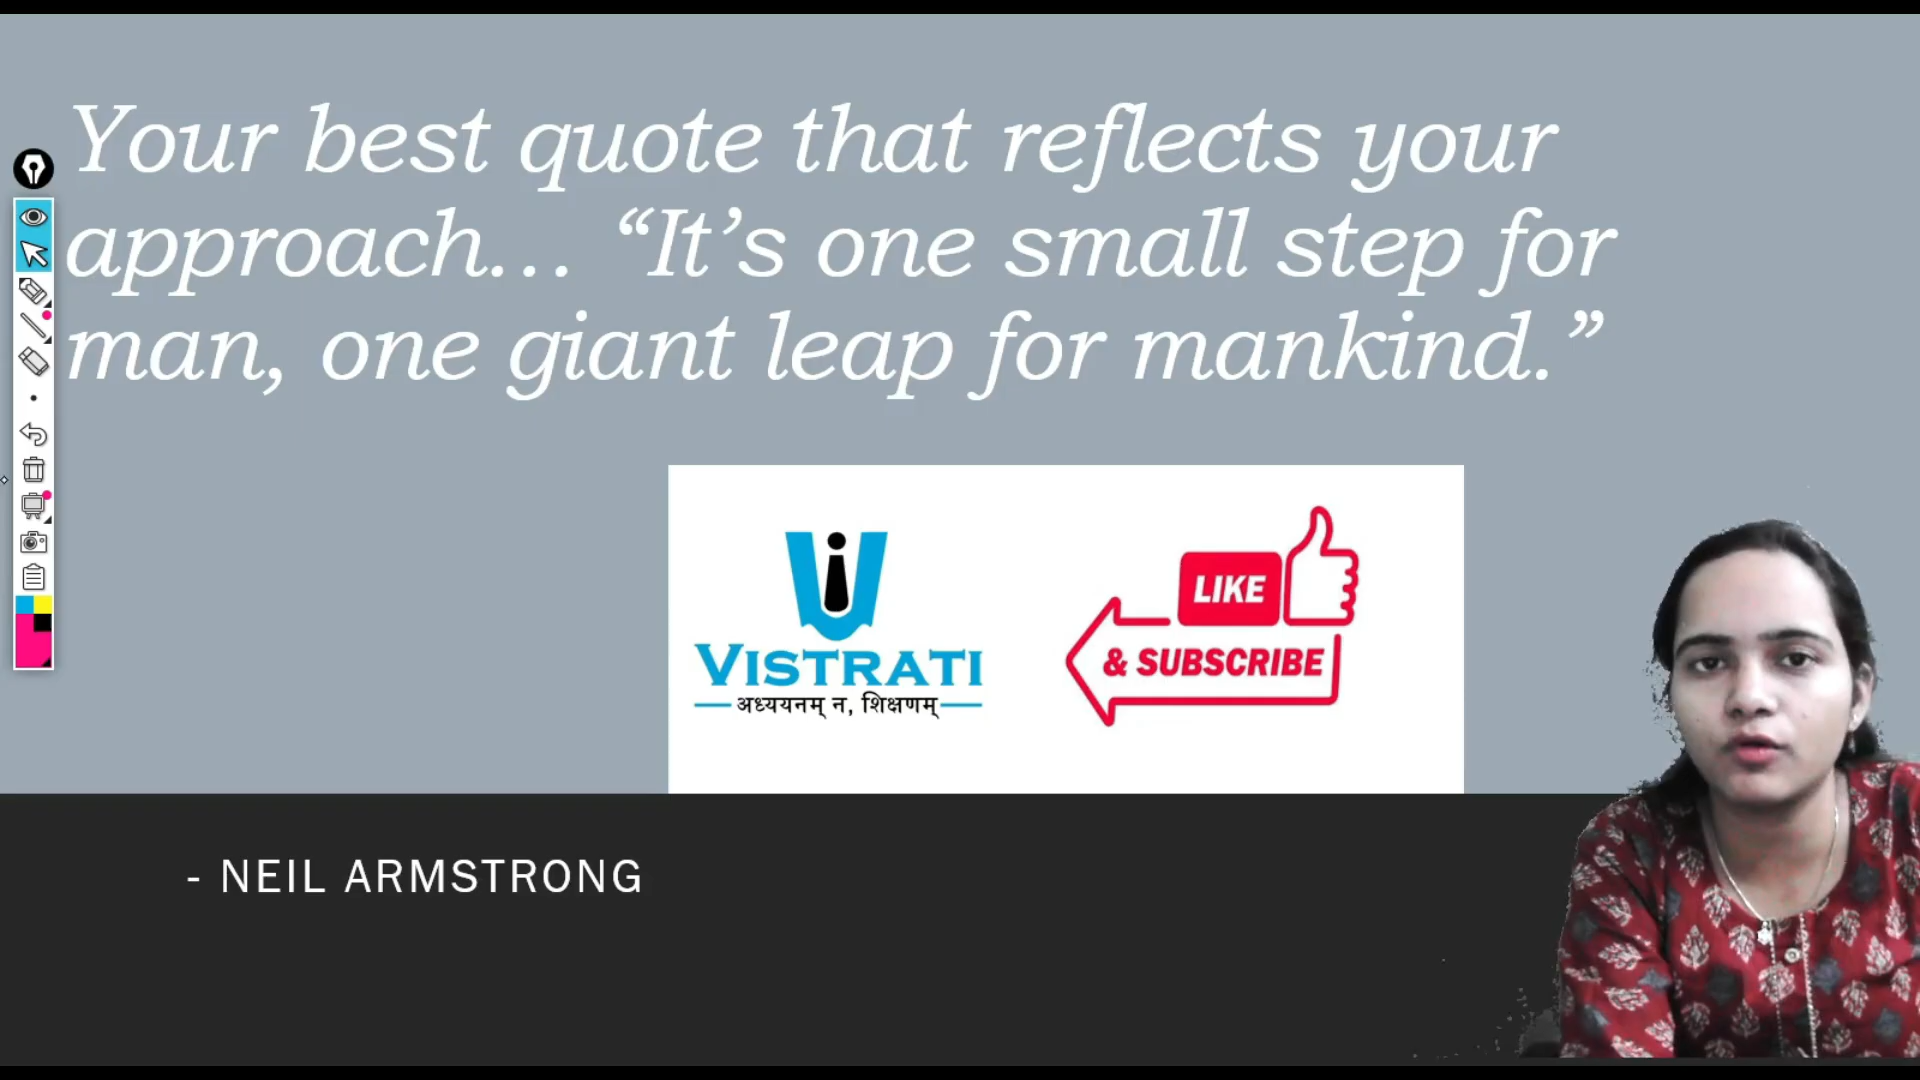 Your best quote that reflects your
approach… “It’s one small step for
man, one giant leap for mankind.”
VISTRATI
अध्ययनम् न, शिक्षणम्
LIKE
& SUBSCRIBE
- NEIL ARMSTRONG